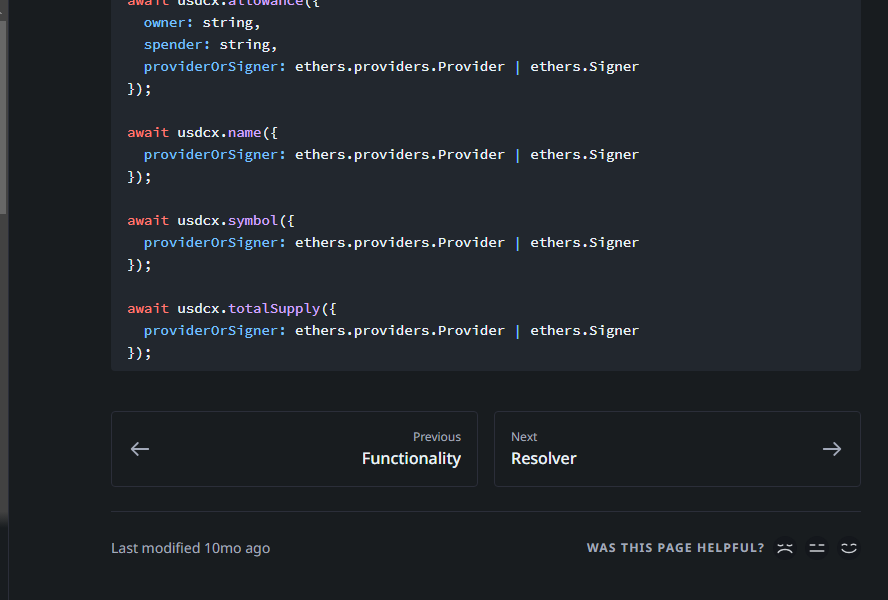 await usdcx.allowance({
  owner: string,
  spender: string,
  providerOrSigner: ethers.providers.Provider | ethers.Signer
});
await usdcx.name({
  providerOrSigner: ethers.providers.Provider | ethers.Signer
});
await usdcx.symbol({
  providerOrSigner: ethers.providers.Provider | ethers.Signer
});
await usdcx.totalSupply({
  providerOrSigner: ethers.providers.Provider | ethers.Signer
});
Previous
Functionality
Next
Resolver
Last modified 10mo ago
WAS THIS PAGE HELPFUL?